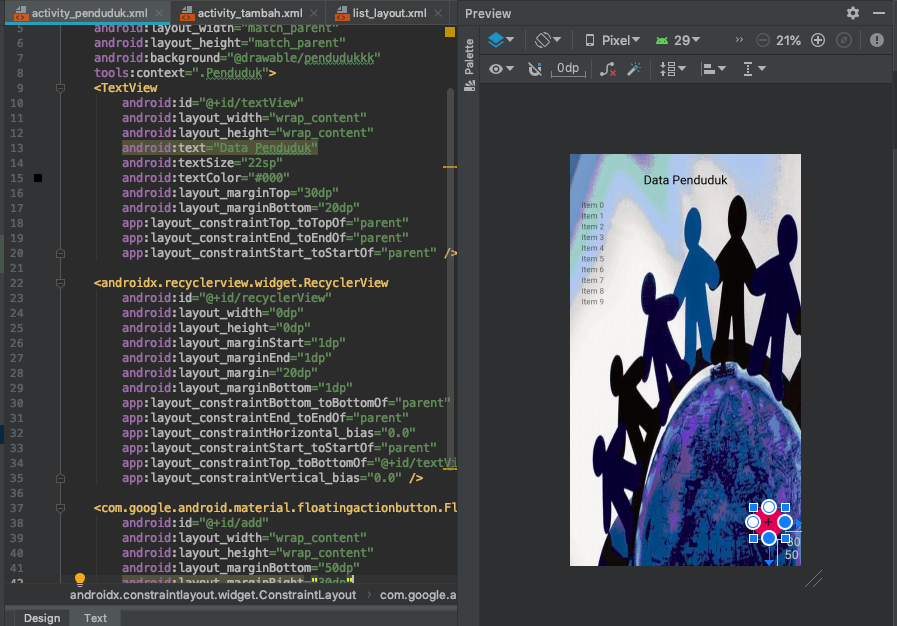 activity_penduduk.xml
activity_tambah.xml
list_layout.xml
Preview
5 android:layout_width="match_parent"
6 android:layout_height="match_parent"
7 android:background="@drawable/pendudukkk"
8 tools:context=".Penduduk">
9 <TextView
10 android:id="@+id/textView"
11 android:layout_width="wrap_content"
12 android:layout_height="wrap_content"
13 android:text="Data Penduduk"
14 android:textSize="22sp"
15 android:textColor="#000"
16 android:layout_marginTop="30dp"
17 android:layout_marginBottom="20dp"
18 app:layout_constraintTop_toTopOf="parent"
19 app:layout_constraintEnd_toEndOf="parent"
20 app:layout_constraintStart_toStartOf="parent" />
21
22 <androidx.recyclerview.widget.RecyclerView
23 android:id="@+id/recyclerView"
24 android:layout_width="0dp"
25 android:layout_height="0dp"
26 android:layout_marginStart="1dp"
27 android:layout_marginEnd="1dp"
28 android:layout_margin="20dp"
29 android:layout_marginBottom="1dp"
30 app:layout_constraintBottom_toBottomOf="parent"
31 app:layout_constraintEnd_toEndOf="parent"
32 app:layout_constraintHorizontal_bias="0.0"
33 app:layout_constraintStart_toStartOf="parent"
34 app:layout_constraintTop_toBottomOf="@+id/textVi
35 app:layout_constraintVertical_bias="0.0" />
36
37 <com.google.android.material.floatingactionbutton.Fl
38 android:id="@+id/add"
39 android:layout_width="wrap_content"
40 android:layout_height="wrap_content"
41 android:layout_marginBottom="50dp"
42 android:layout_marginRight="30dp"
androidx.constraintlayout.widget.ConstraintLayout > com.google.a
Design
Text
Palette
Pixel
29
»
21%
0dp
Data Penduduk
Item 0
Item 1
Item 2
Item 3
Item 4
Item 5
Item 6
Item 7
Item 8
Item 9
30
50